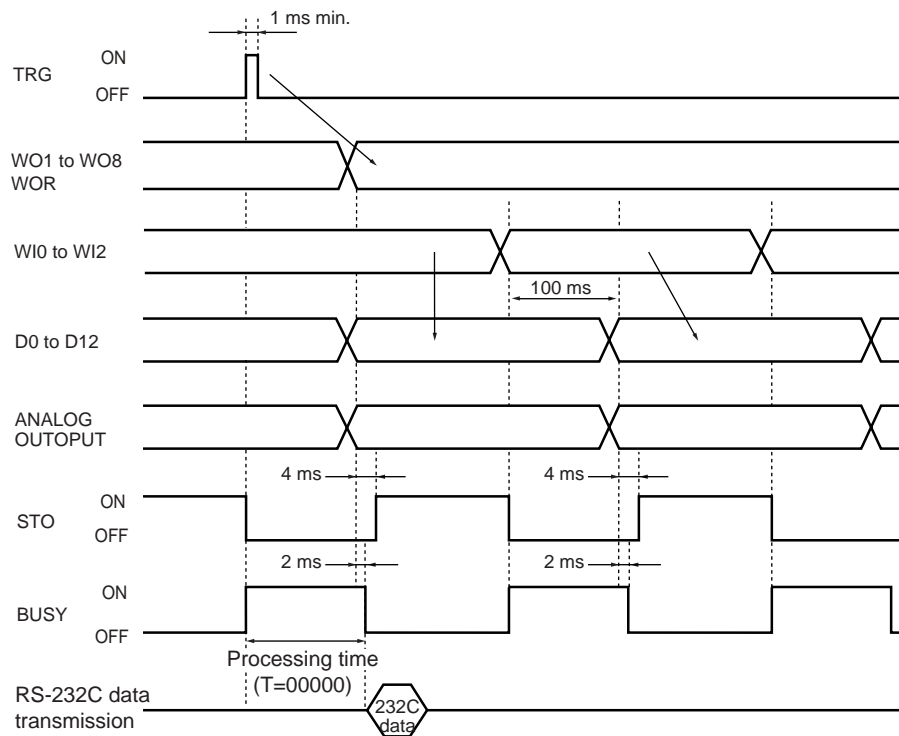 1 ms min.
ON
TRG
OFF
WO1 to WO8
WOR
WI0 to WI2
100 ms
D0 to D12
ANALOG
OUTOPUT
4 ms
4 ms
ON
STO
OFF
2 ms
2 ms
ON
BUSY
OFF
Processing time
(T=00000)
RS-232C data
transmission
232C
data